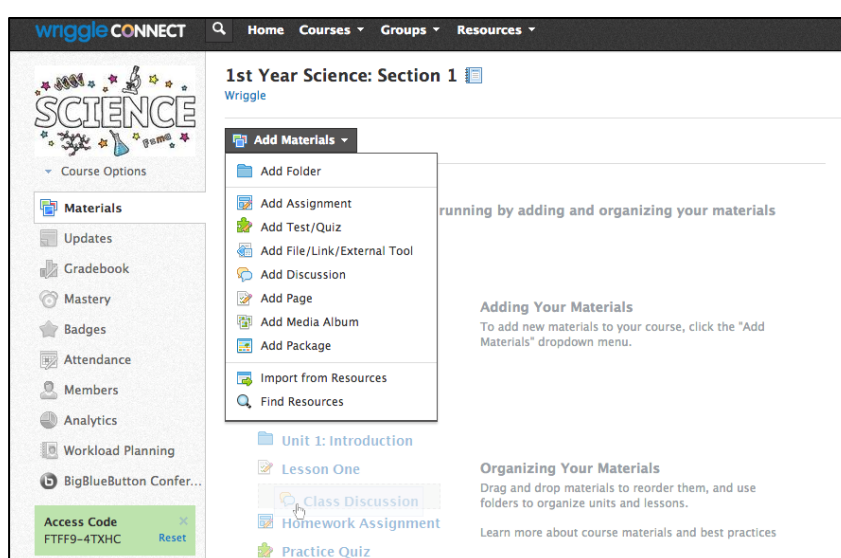 wriggle CONNECT
Home Courses Groups Resources
SCIENCE
Course Options
Materials
Updates
Gradebook
Mastery
Badges
Attendance
Members
Analytics
Workload Planning
BigBlueButton Confer...
Access Code
FTFF9-4TXHC Reset
1st Year Science: Section 1
Wriggle
Add Materials
Add Folder
Add Assignment
Add Test/Quiz
Add File/Link/External Tool
Add Discussion
Add Page
Add Media Album
Add Package
Import from Resources
Find Resources
running by adding and organizing your materials
Adding Your Materials
To add new materials to your course, click the "Add
Materials" dropdown menu.
Unit 1: Introduction
Lesson One
Class Discussion
Homework Assignment
Practice Quiz
Organizing Your Materials
Drag and drop materials to reorder them, and use
folders to organize units and lessons.
Learn more about course materials and best practices